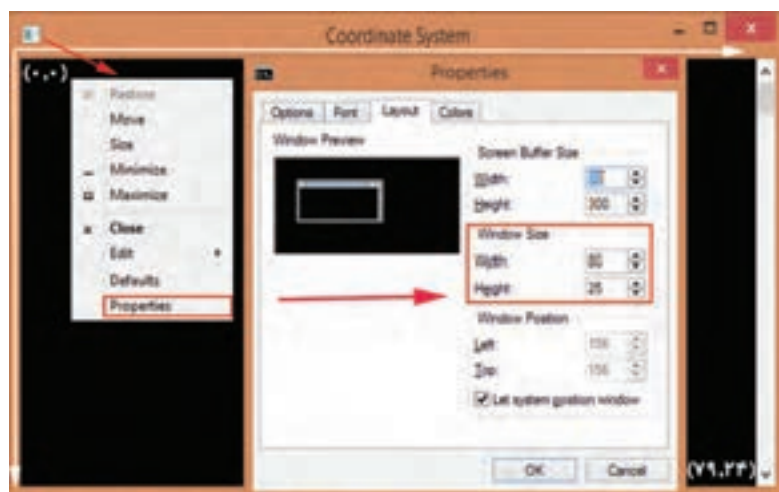 Coordinate System
(۰,۰)
Restore
Move
Size
Minimize
Maximize
Close
Edit
Defaults
Properties
Properties
Options Font Layout Colors
Window Preview
Screen Buffer Size
Width:
Height: 300
Window Size
Width: 80
Height: 25
Window Position
Left: 156
Top: 156
Let system position window
OK Cancel
(۷۹,۲۴)